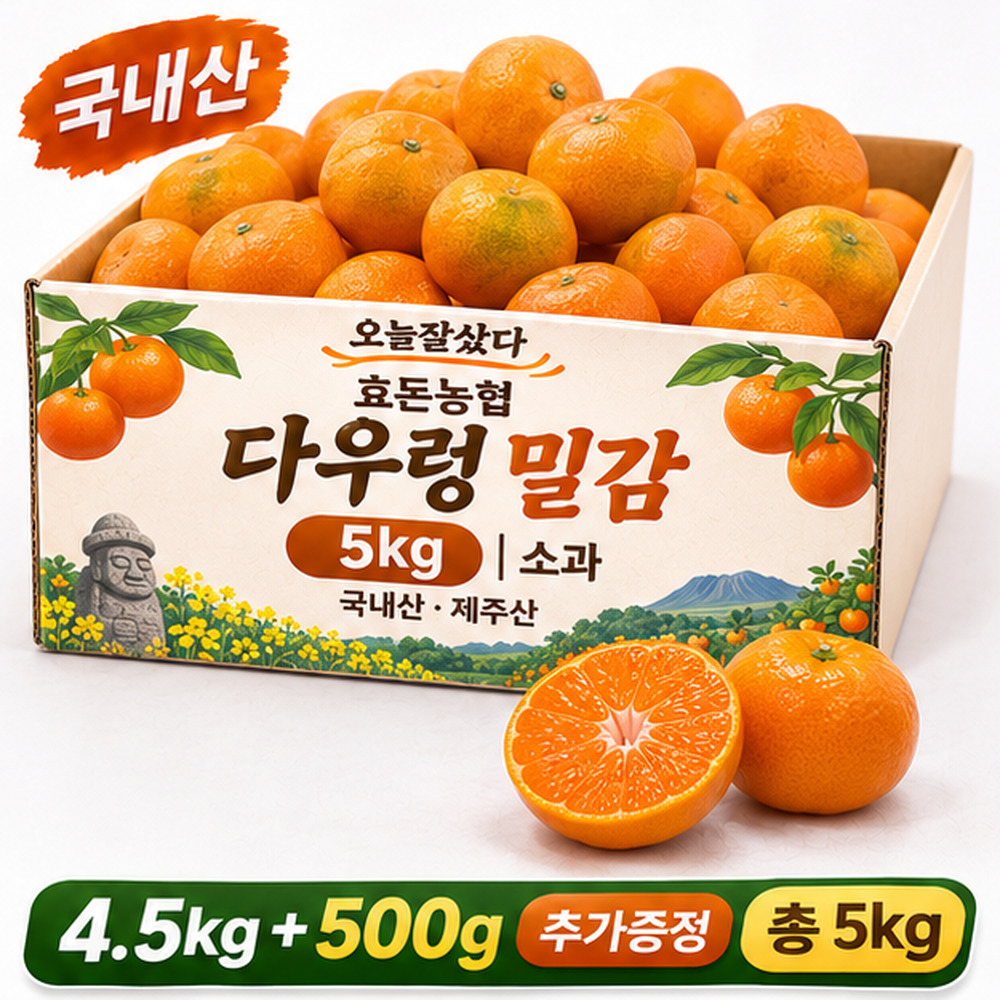 국내산
오늘잘샀다
효돈농협
다우렁 밀감
5kg | 소과
국내산 · 제주산
4.5kg + 500g 추가증정 총 5kg